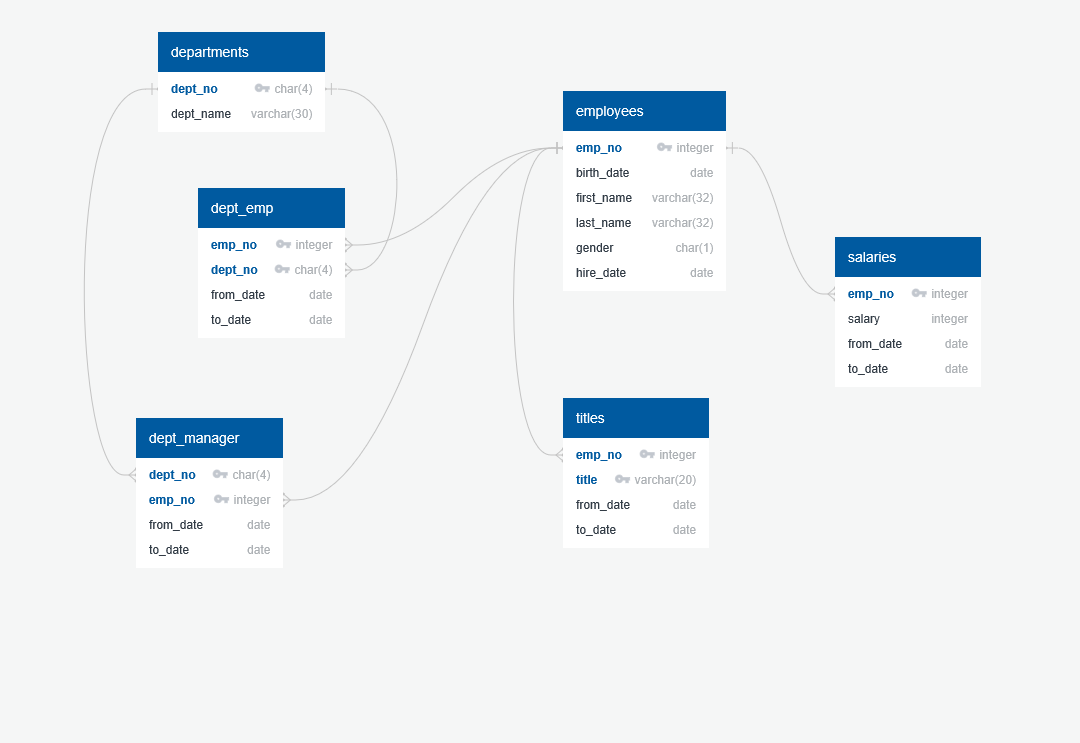 departments
dept_no char(4)
dept_name varchar(30)
dept_emp
emp_no integer
dept_no char(4)
from_date date
to_date date
dept_manager
dept_no char(4)
emp_no integer
from_date date
to_date date
employees
emp_no integer
birth_date date
first_name varchar(32)
last_name varchar(32)
gender char(1)
hire_date date
titles
emp_no integer
title varchar(20)
from_date date
to_date date
salaries
emp_no integer
salary integer
from_date date
to_date date